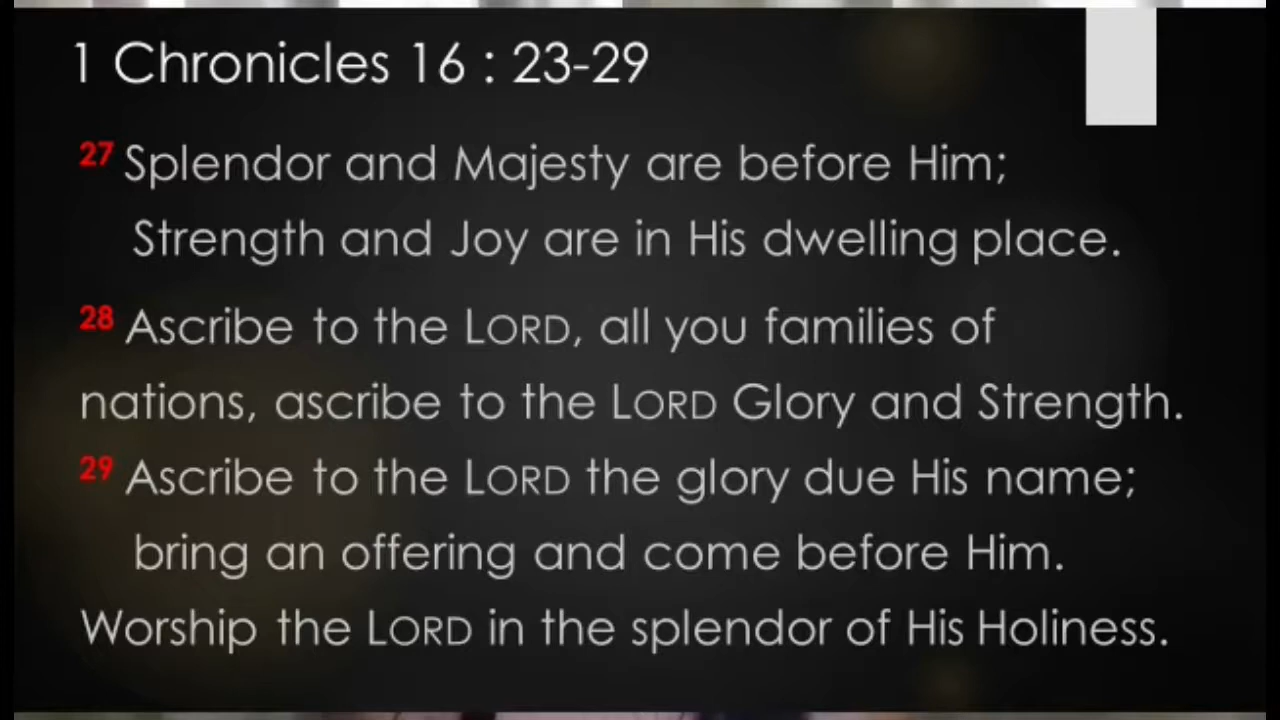 1 Chronicles 16 : 23-29
27 Splendor and Majesty are before Him;
Strength and Joy are in His dwelling place.
28 Ascribe to the LORD, all you families of
nations, ascribe to the LORD Glory and Strength.
29 Ascribe to the LORD the glory due His name;
bring an offering and come before Him.
Worship the LORD in the splendor of His Holiness.